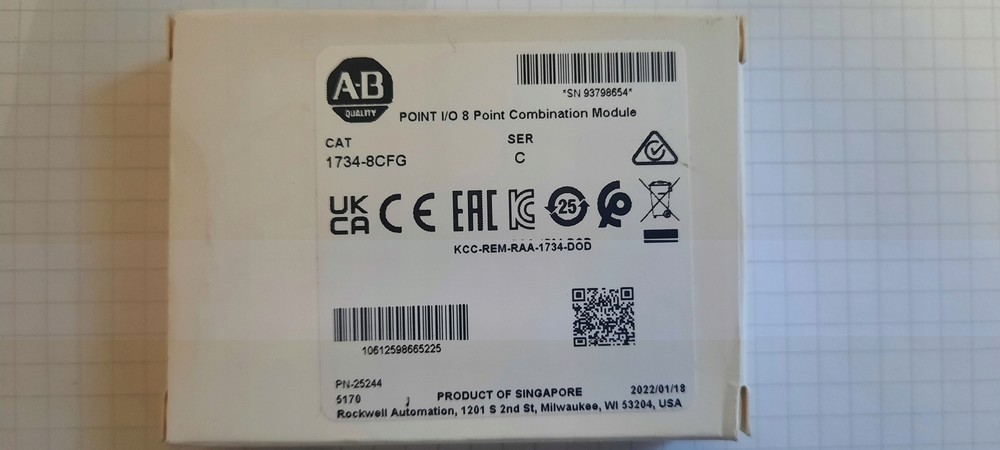 A-B
QUALITY
*SN 93798654*
POINT I/O 8 Point Combination Module
CAT
1734-8CFG
SER
C
UK
CA
CE
EAC
KC
25
KCC-REM-RAA-1734-DOD
10612598665225
PN-25244
5170
PRODUCT OF SINGAPORE
2022/01/18
Rockwell Automation, 1201 S 2nd St, Milwaukee, WI 53204, USA